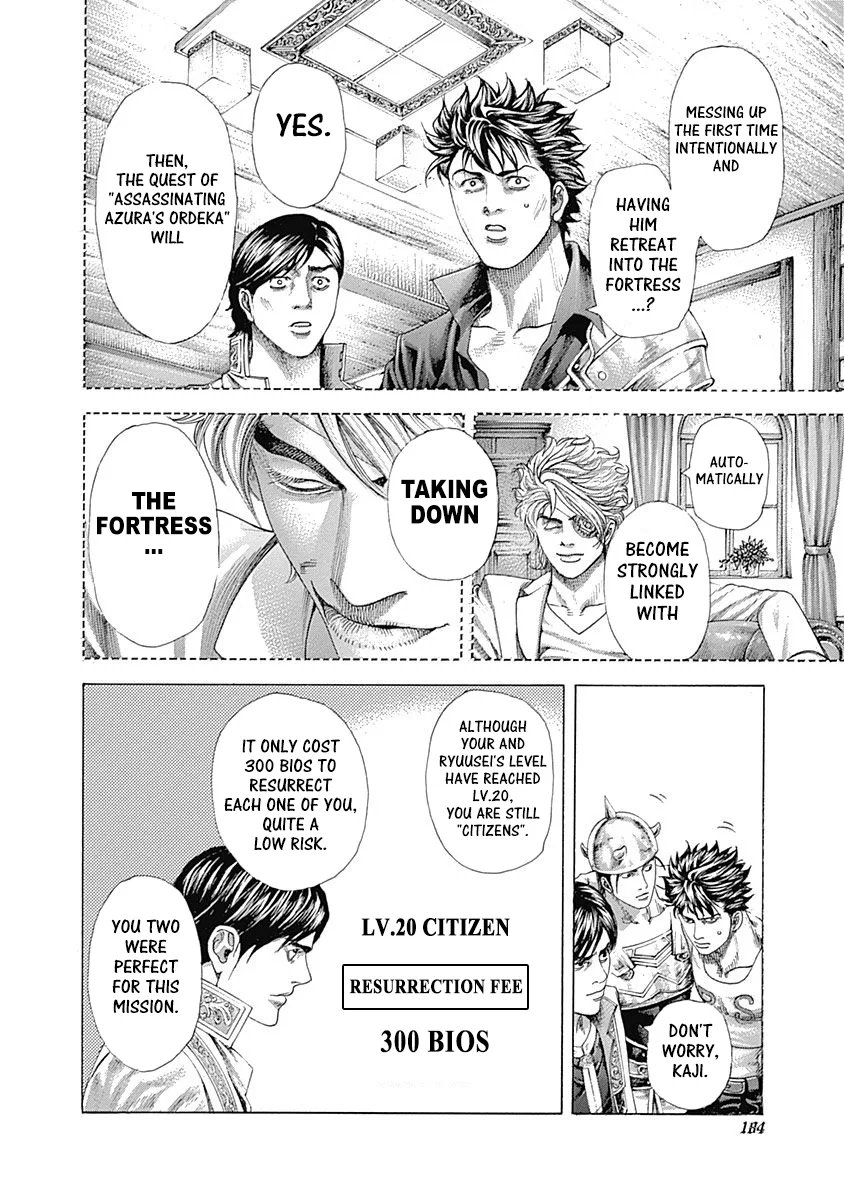 MESSING UP
THE FIRST TIME
INTENTIONALLY
AND
HAVING
HIM
RETREAT
INTO THE
FORTRESS
...?
YES.
THEN,
THE QUEST OF
"ASSASSINATING
AZURA'S ORDEKA"
WILL
AUTO-
MATICALLY
BECOME
STRONGLY
LINKED
WITH
TAKING
DOWN
THE
FORTRESS
...
DON'T
WORRY,
KAJI.
ALTHOUGH
YOUR AND
RYUUSEI'S LEVEL
HAVE REACHED
LV.20,
YOU ARE STILL
"CITIZENS".
IT ONLY COST
300 BIOS TO
RESURRECT
EACH ONE OF YOU,
QUITE A
LOW RISK.
LV.20 CITIZEN
RESURRECTION FEE
300 BIOS
YOU TWO
WERE
PERFECT
FOR THIS
MISSION.
184